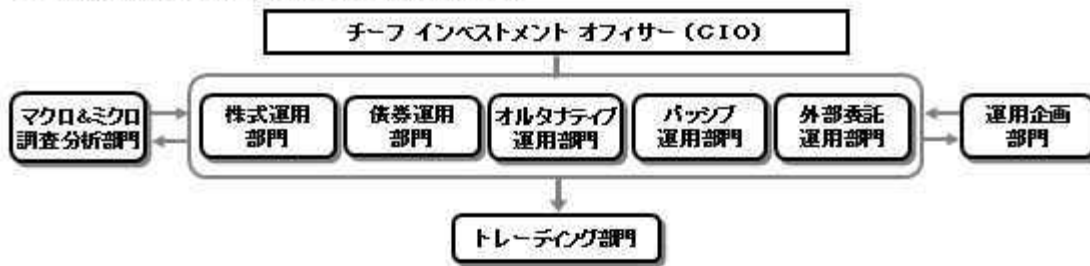 チーフ インベストメント オフィサー (CIO)
マクロ&ミクロ
調査分析部門
株式運用
部門
債券運用
部門
オルタナティブ
運用部門
パッシブ
運用部門
外部委託
運用部門
運用企画
部門
トレーディング部門